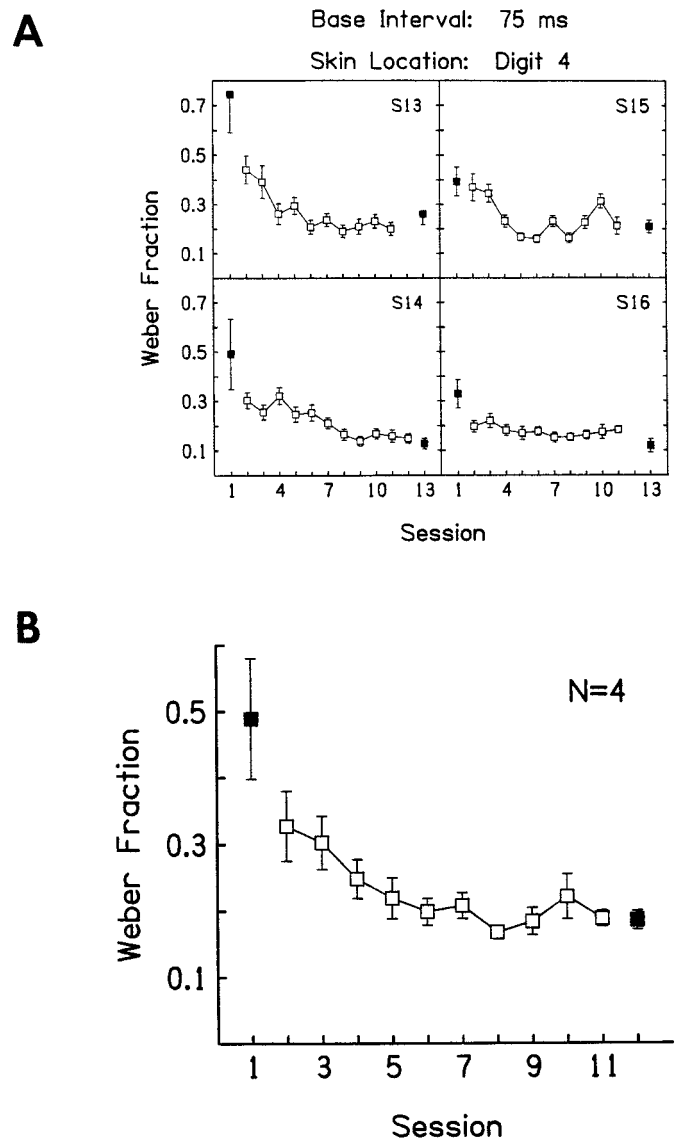 A
Base Interval: 75 ms
Skin Location: Digit 4
0.7
0.5
0.3
0.1
S13
S15
Weber Fraction
0.7
0.5
0.3
0.1
S14
S16
1 4 7 10 13
1 4 7 10 13
Session
B
N=4
0.5
0.3
0.1
Weber Fraction
1 3 5 7 9 11
Session